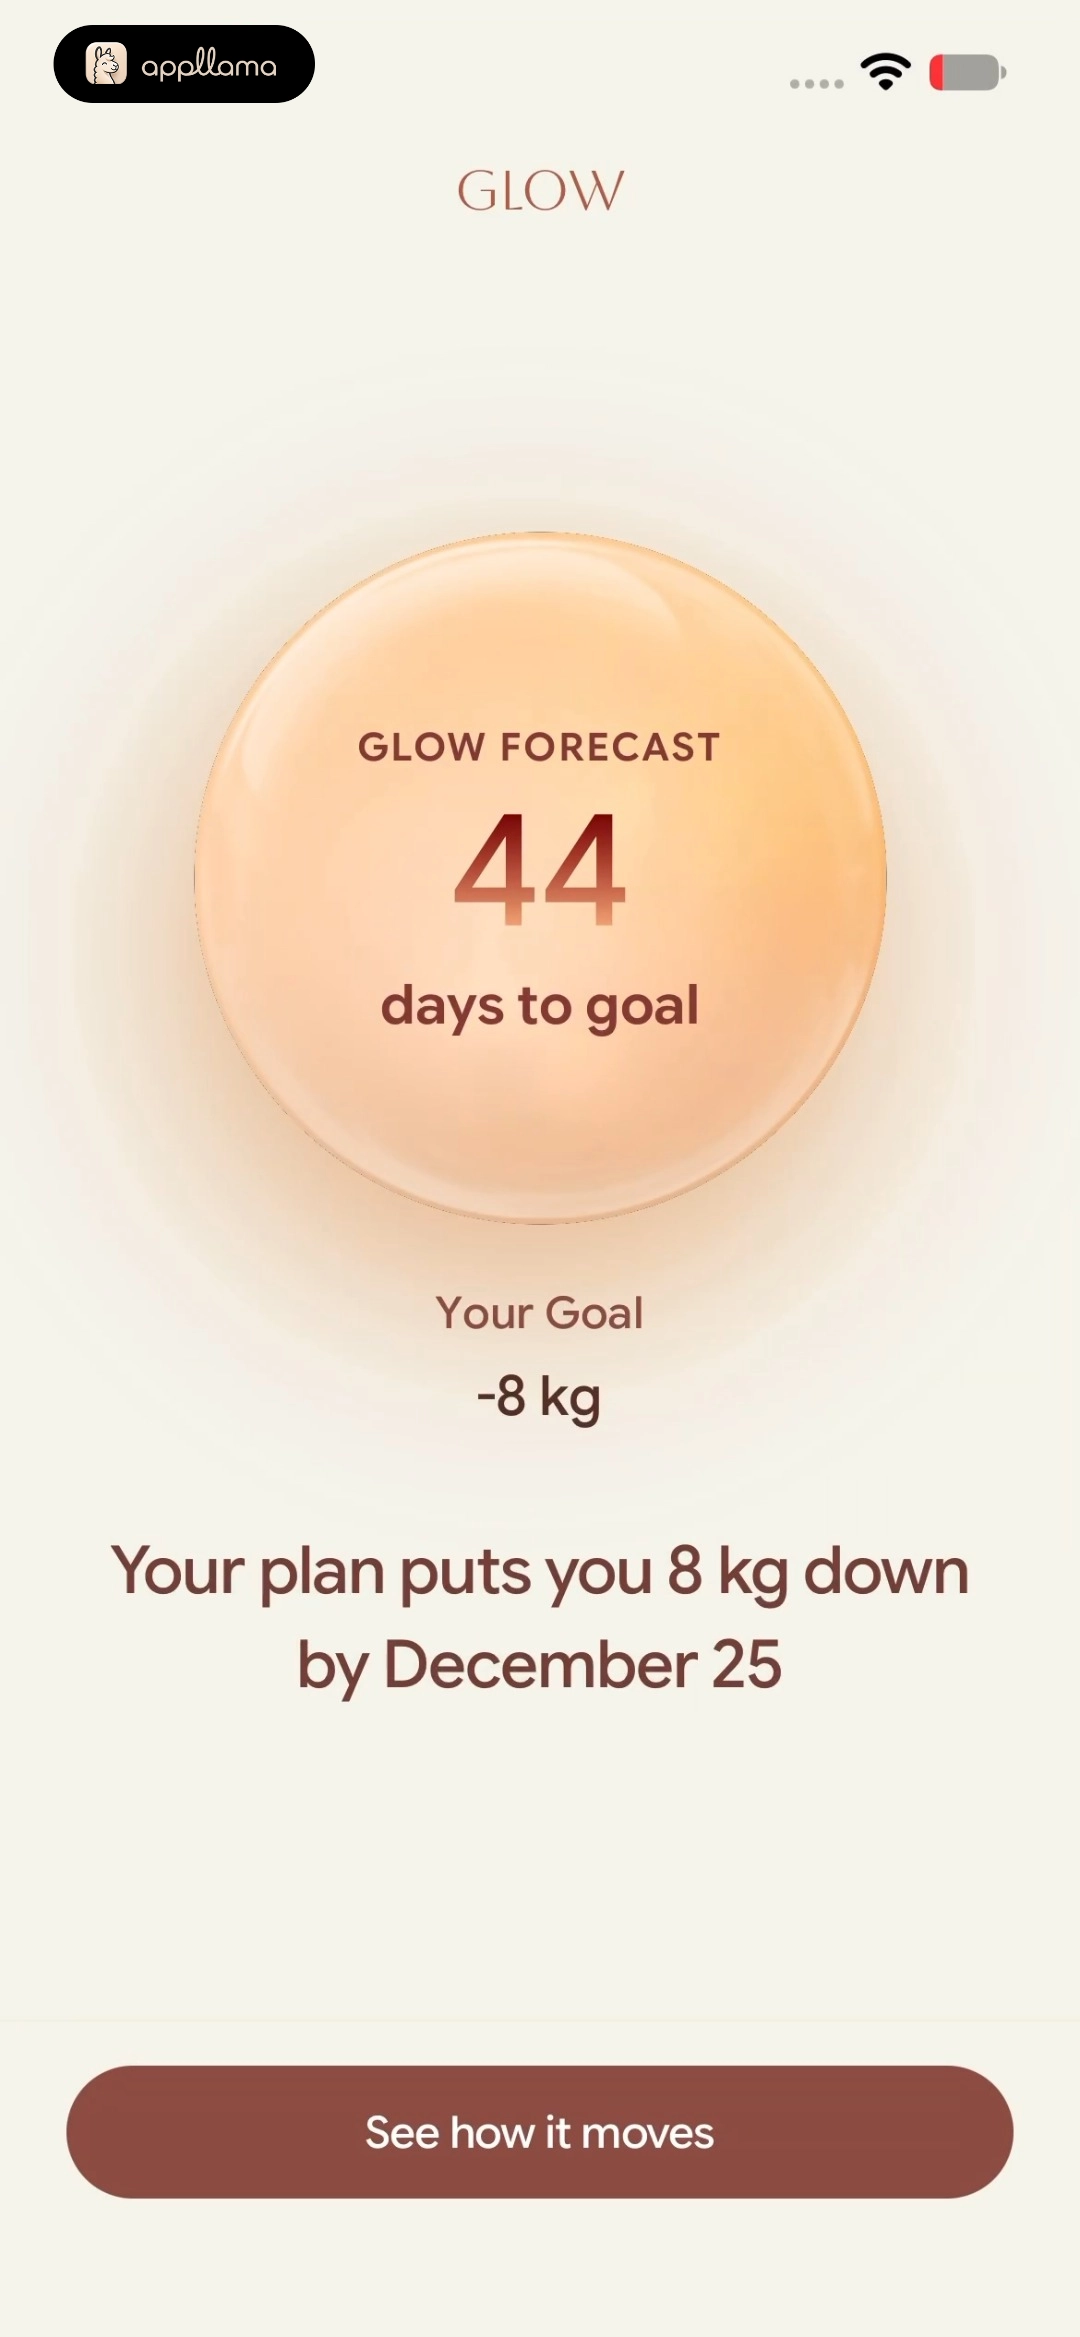 appllama
GLOW
GLOW FORECAST
44
days to goal
Your Goal
-8 kg
Your plan puts you 8 kg down
by December 25
See how it moves